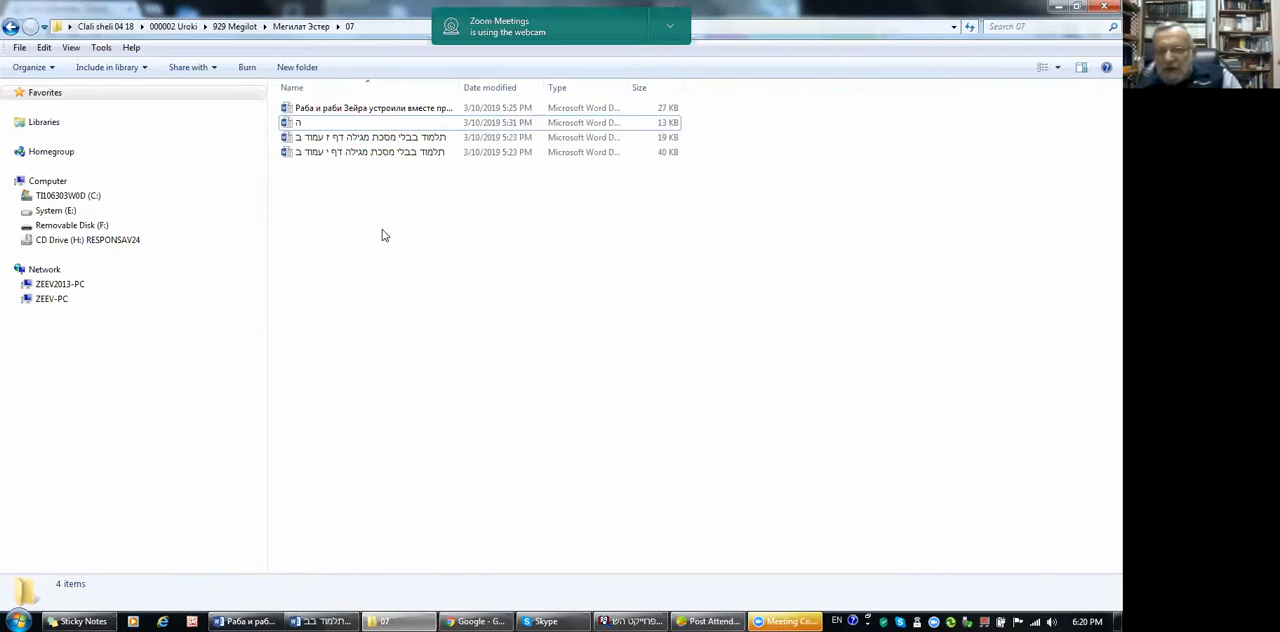 Zoom Meetings
is using the webcam
Clali sheli 04 18 000002 Uroki 929 Megilot Мегилат Эстер 07
Search 07
File Edit View Tools Help
Organize Include in library Share with Burn New folder
Name Date modified Type Size
Favorites
Libraries
Homegroup
Computer
TI106303W0D (C:)
System (E:)
Removable Disk (F:)
CD Drive (H:) RESPONSAV24
Network
ZEEV2013-PC
ZEEV-PC
Раба и раби Зейра устроили вместе пр... 3/10/2019 5:25 PM Microsoft Word D... 27 KB
ה 3/10/2019 5:31 PM Microsoft Word D... 13 KB
תלמוד בבלי מסכת מגילה דף ז עמוד ב 3/10/2019 5:23 PM Microsoft Word D... 19 KB
תלמוד בבלי מסכת מגילה דף י עמוד ב 3/10/2019 5:23 PM Microsoft Word D... 40 KB
4 items
Sticky Notes Раба и раб... תלמוד בב... 07 Google - G... Skype פרוייקט הש... Post Attend... Meeting Co... EN 6:20 PM